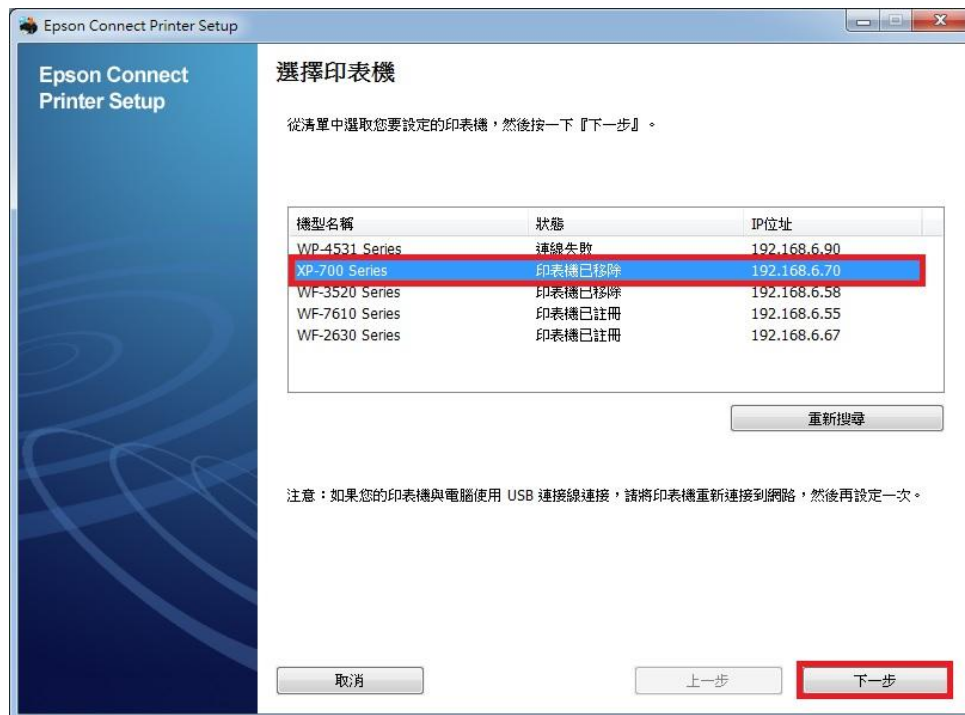 Epson Connect Printer Setup
Epson Connect
Printer Setup
選擇印表機
從清單中選取您要設定的印表機，然後按一下『下一步』。
機型名稱 狀態 IP位址
WP-4531 Series 連線失敗 192.168.6.90
XP-700 Series 印表機已移除 192.168.6.70
WF-3520 Series 印表機已移除 192.168.6.58
WF-7610 Series 印表機已註冊 192.168.6.55
WF-2630 Series 印表機已註冊 192.168.6.67
重新搜尋
注意：如果您的印表機與電腦使用 USB 連接線連接，請將印表機重新連接到網路，然後再設定一次。
取消 上一步 下一步